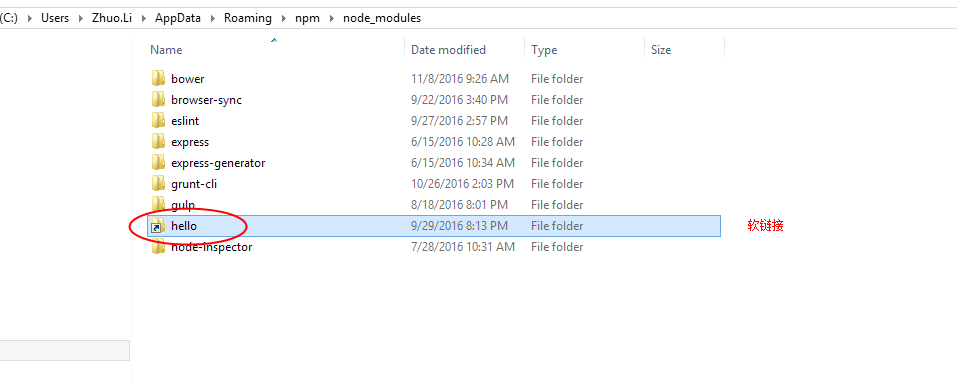 (C:) Users Zhuo.Li AppData Roaming npm node_modules
Name Date modified Type Size
bower 11/8/2016 9:26 AM File folder
browser-sync 9/22/2016 3:40 PM File folder
eslint 9/27/2016 2:57 PM File folder
express 6/15/2016 10:28 AM File folder
express-generator 6/15/2016 10:34 AM File folder
grunt-cli 10/26/2016 2:03 PM File folder
gulp 8/18/2016 8:01 PM File folder
hello 9/29/2016 8:13 PM File folder 软链接
node-inspector 7/28/2016 10:31 AM File folder